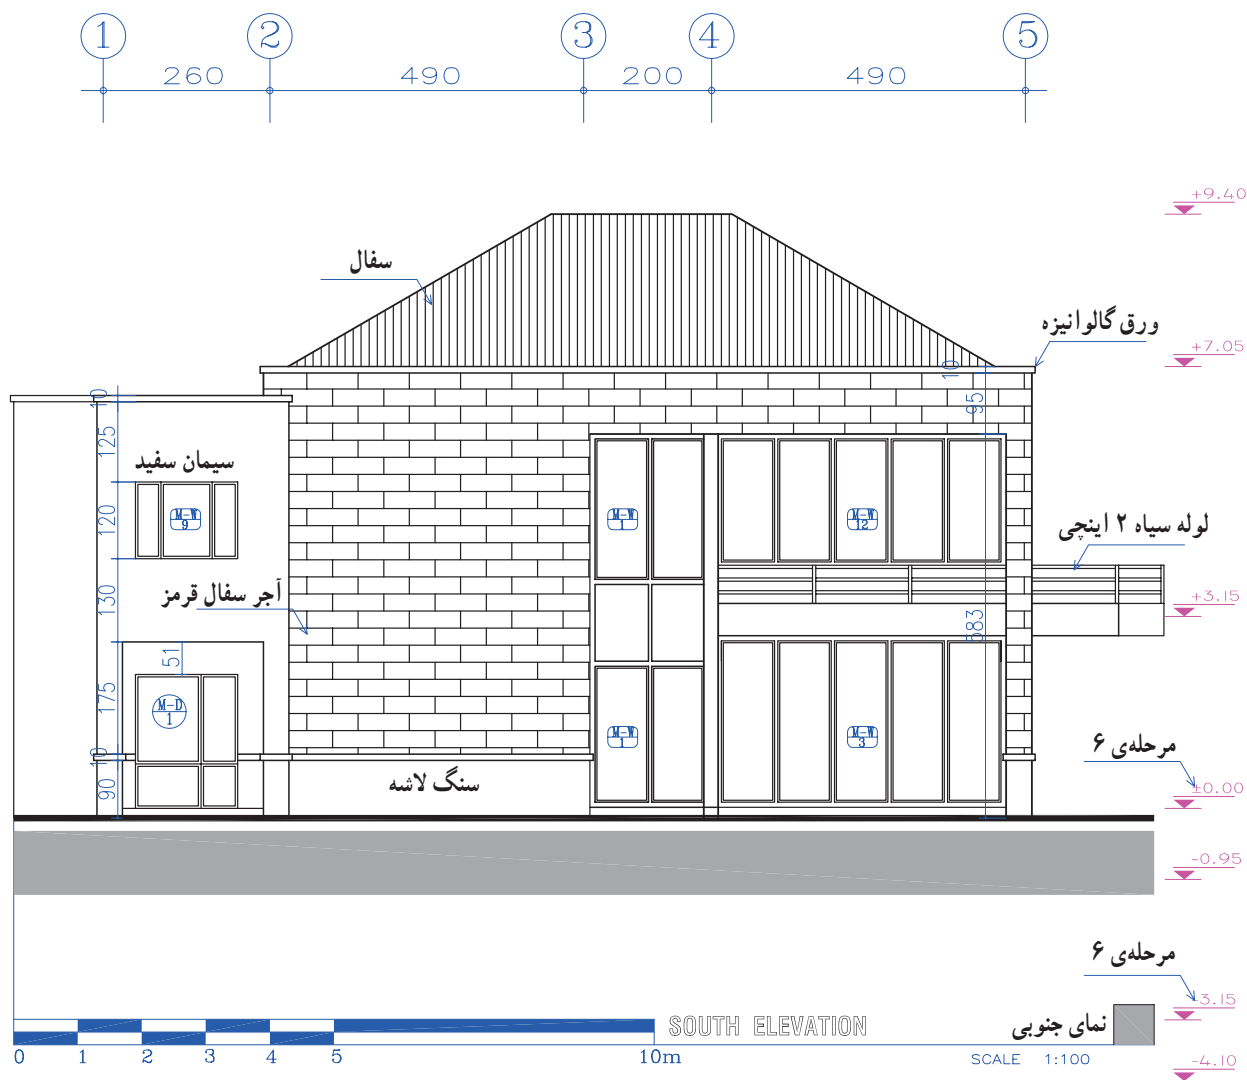 1 2 3 4 5
260 490 200 490
+9.40
سفال
ورق گالوانیزه
+7.05
10
10
95
125
سیمان سفید
M-W
9
M-W
1
M-W
12
120
لوله سیاه ۲ اینچی
آجر سفال قرمز
130
+3.15
683
51
175
M-D
1
M-W
1
M-W
3
10
مرحله‌ی ۶
سنگ لاشه
90
±0.00
-0.95
مرحله‌ی ۶
-3.15
SOUTH ELEVATION
نمای جنوبی
0 1 2 3 4 5 10m
SCALE 1:100
-4.10